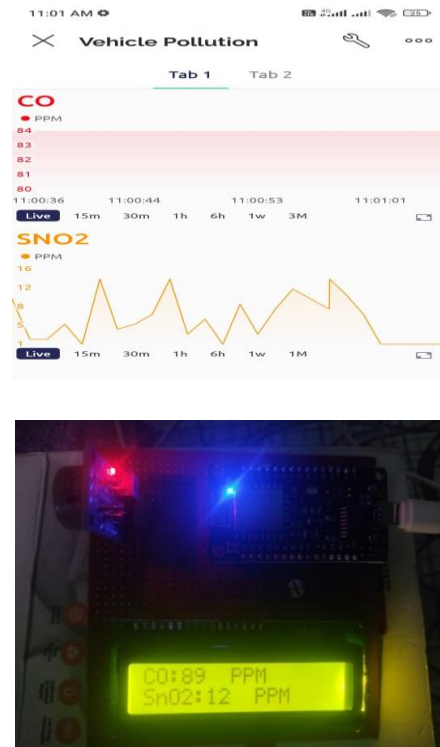 11:01 AM
4G
25
Vehicle Pollution
Tab 1 Tab 2
CO
PPM
84
83
82
81
80
11:00:36 11:00:44 11:00:53 11:01:01
Live 15m 30m 1h 6h 1w 3M
SNO2
PPM
16
12
8
5
1
Live 15m 30m 1h 6h 1w 1M
CO:89 PPM
SnO2:12 PPM